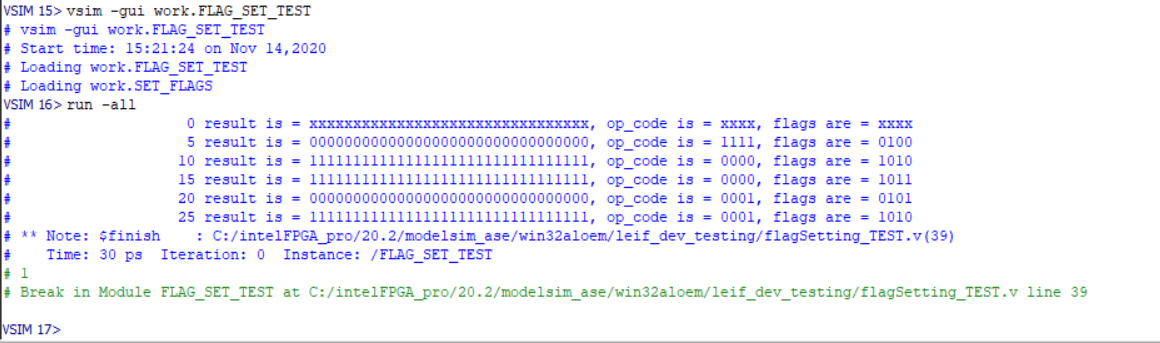 VSIM 15> vsim -gui work.FLAG_SET_TEST
# vsim -gui work.FLAG_SET_TEST
# Start time: 15:21:24 on Nov 14,2020
# Loading work.FLAG_SET_TEST
# Loading work.SET_FLAGS
VSIM 16> run -all
# 0 result is = xxxxxxxxxxxxxxxxxxxxxxxxxxxxxxxx, op_code is = xxxx, flags are = xxxx
# 5 result is = 00000000000000000000000000000000, op_code is = 1111, flags are = 0100
# 10 result is = 11111111111111111111111111111111, op_code is = 0000, flags are = 1010
# 15 result is = 11111111111111111111111111111111, op_code is = 0000, flags are = 1011
# 20 result is = 00000000000000000000000000000000, op_code is = 0001, flags are = 0101
# 25 result is = 11111111111111111111111111111111, op_code is = 0001, flags are = 1010
# ** Note: $finish : C:/intelFPGA_pro/20.2/modelsim_ase/win32aloem/leif_dev_testing/flagSetting_TEST.v(39)
# Time: 30 ps Iteration: 0 Instance: /FLAG_SET_TEST
# 1
# Break in Module FLAG_SET_TEST at C:/intelFPGA_pro/20.2/modelsim_ase/win32aloem/leif_dev_testing/flagSetting_TEST.v line 39
VSIM 17>